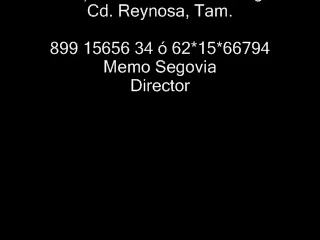 Cd. Reynosa, Tam.
899 15656 34 ó 62*15*66794
Memo Segovia
Director